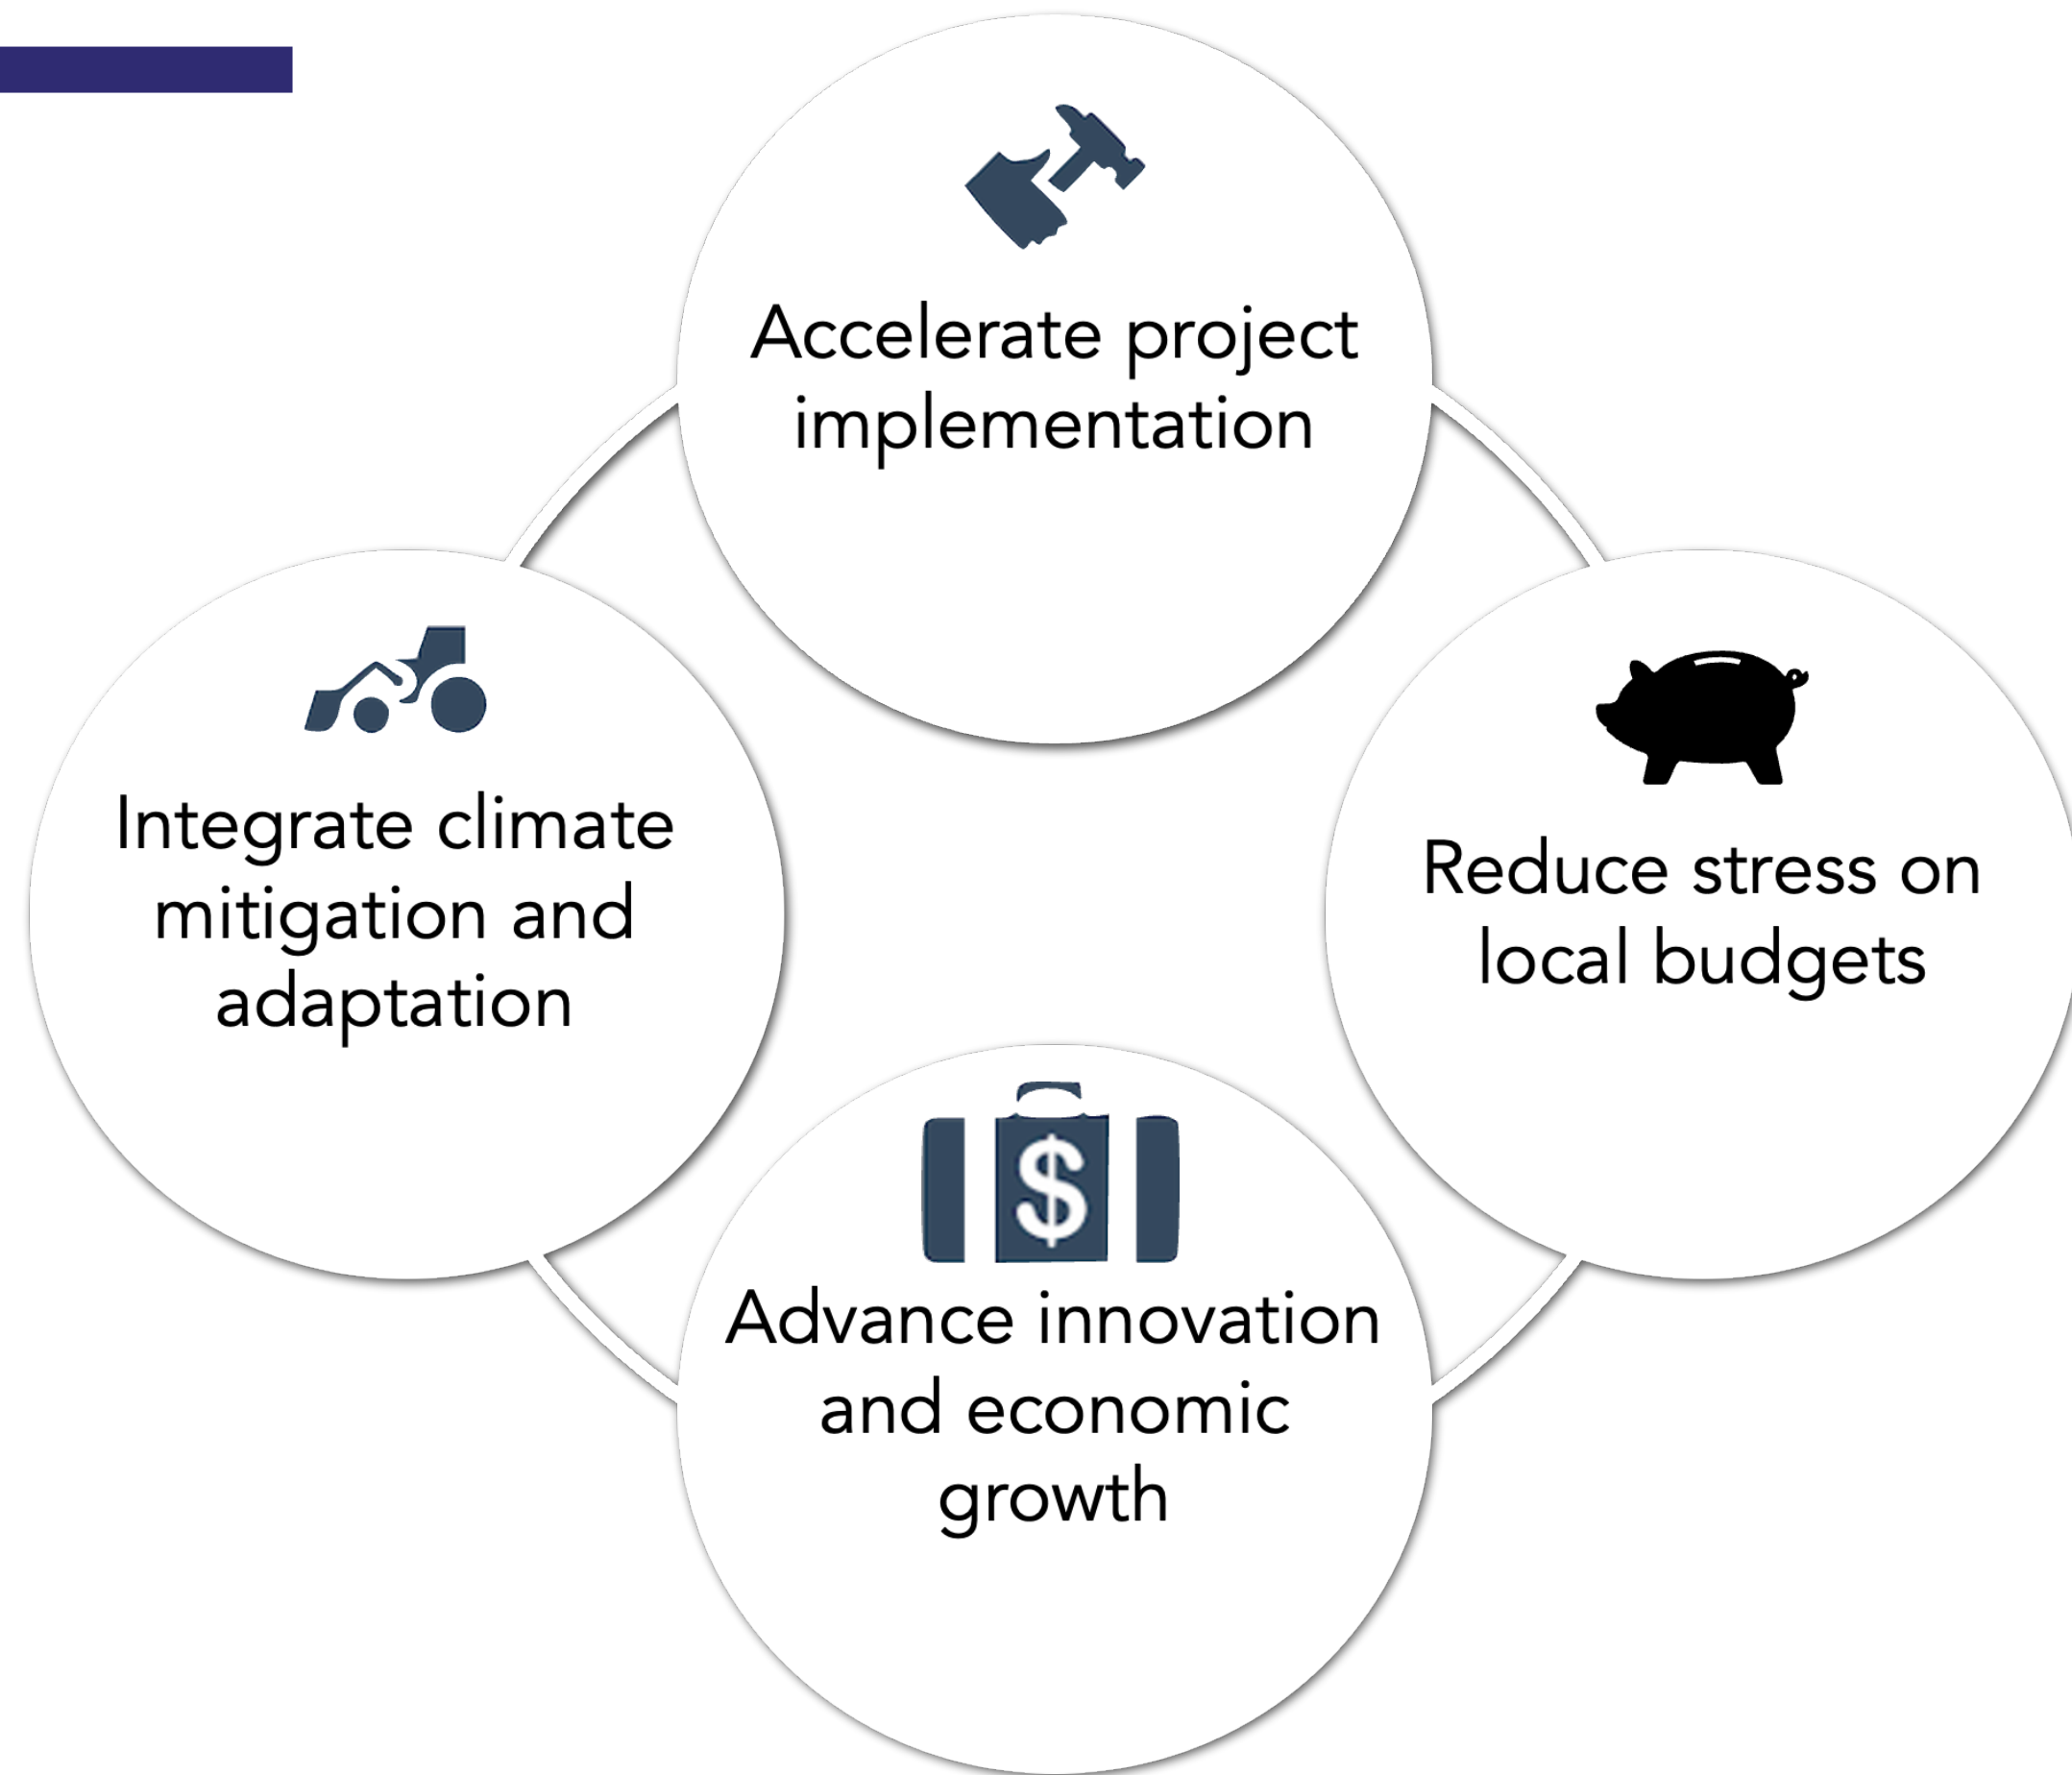 Accelerate project
implementation
Integrate climate
mitigation and
adaptation
Reduce stress on
local budgets
$
Advance innovation
and economic
growth